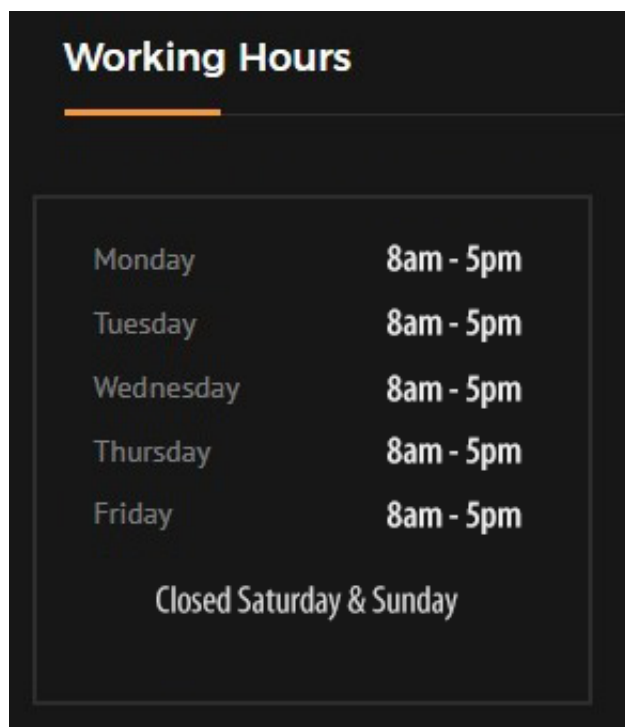 Working Hours
Monday 8am - 5pm
Tuesday 8am - 5pm
Wednesday 8am - 5pm
Thursday 8am - 5pm
Friday 8am - 5pm
Closed Saturday & Sunday